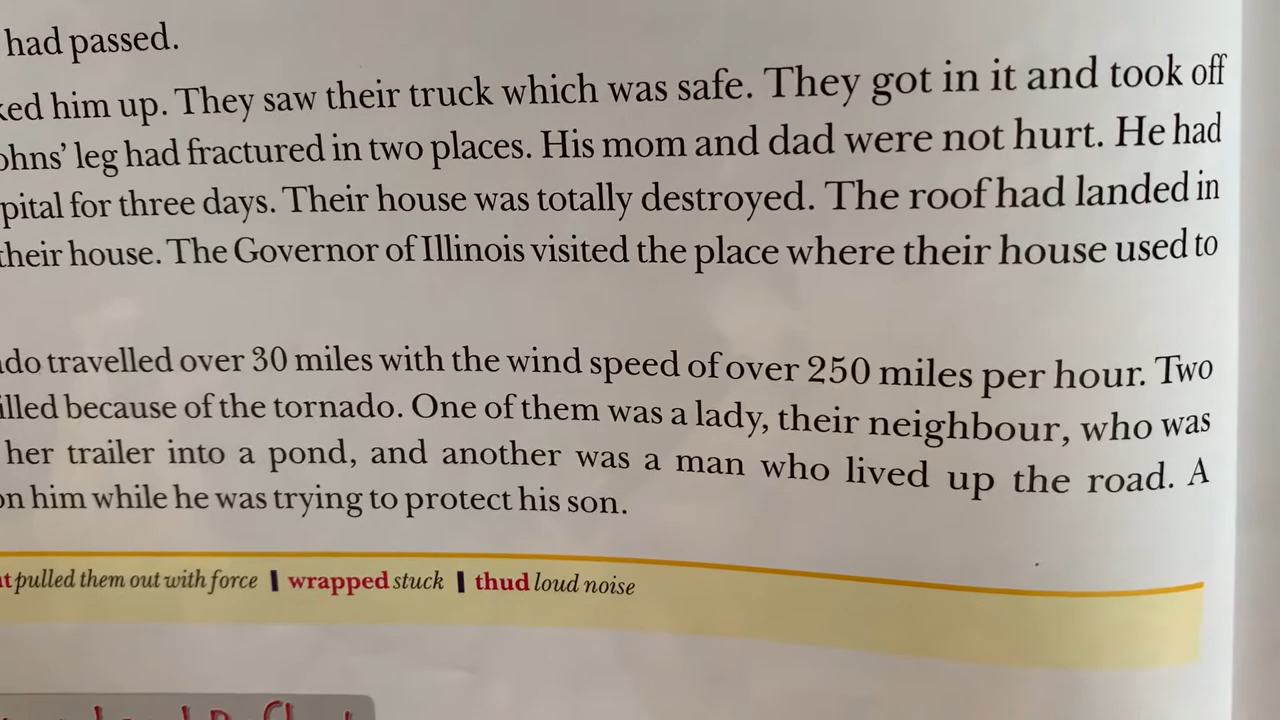 had passed.
him up. They saw their truck which was safe. They got in it and took off
leg had fractured in two places. His mom and dad were not hurt. He had
for three days. Their house was totally destroyed. The roof had landed in
their house. The Governor of Illinois visited the place where their house used to
travelled over 30 miles with the wind speed of over 250 miles per hour. Two
because of the tornado. One of them was a lady, their neighbour, who was
her trailer into a pond, and another was a man who lived up the road. A
on him while he was trying to protect his son.
pulled them out with force | wrapped stuck | thud loud noise